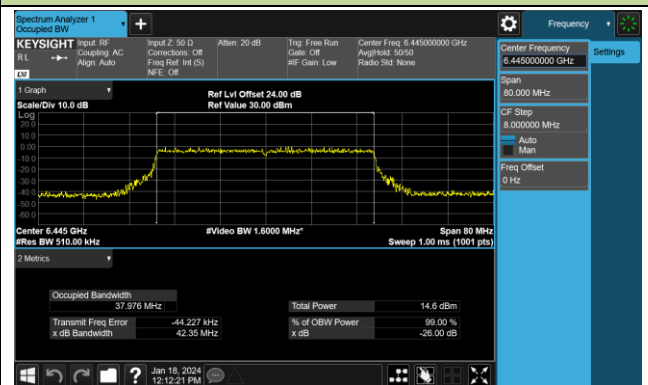 Spectrum Analyzer 1
Occupied BW
+
Frequency
KEYSIGHT
RL
LXI
Input: RF
Coupling: AC
Align: Auto
Input Z: 50 Ω
Corrections: Off
Freq Ref: Int (S)
NFE: Off
Atten: 20 dB
Trig: Free Run
Gate: Off
#IF Gain: Low
Center Freq: 6.445000000 GHz
Avg|Hold: 50/50
Radio Std: None
Center Frequency
6.445000000 GHz
Settings
Span
80.000 MHz
CF Step
8.000000 MHz
Auto
Man
Freq Offset
0 Hz
1 Graph
Scale/Div 10.0 dB
Ref Lvl Offset 24.00 dB
Ref Value 30.00 dBm
Log
20.0
10.0
0.00
-10.0
-20.0
-30.0
-40.0
-50.0
-60.0
Center 6.445 GHz
#Video BW 1.6000 MHz*
Span 80 MHz
#Res BW 510.00 kHz
Sweep 1.00 ms (1001 pts)
2 Metrics
Occupied Bandwidth
37.976 MHz
Total Power
14.6 dBm
Transmit Freq Error
-44.227 kHz
% of OBW Power
99.00 %
x dB Bandwidth
42.35 MHz
x dB
-26.00 dB
?
Jan 18, 2024
12:12:21 PM